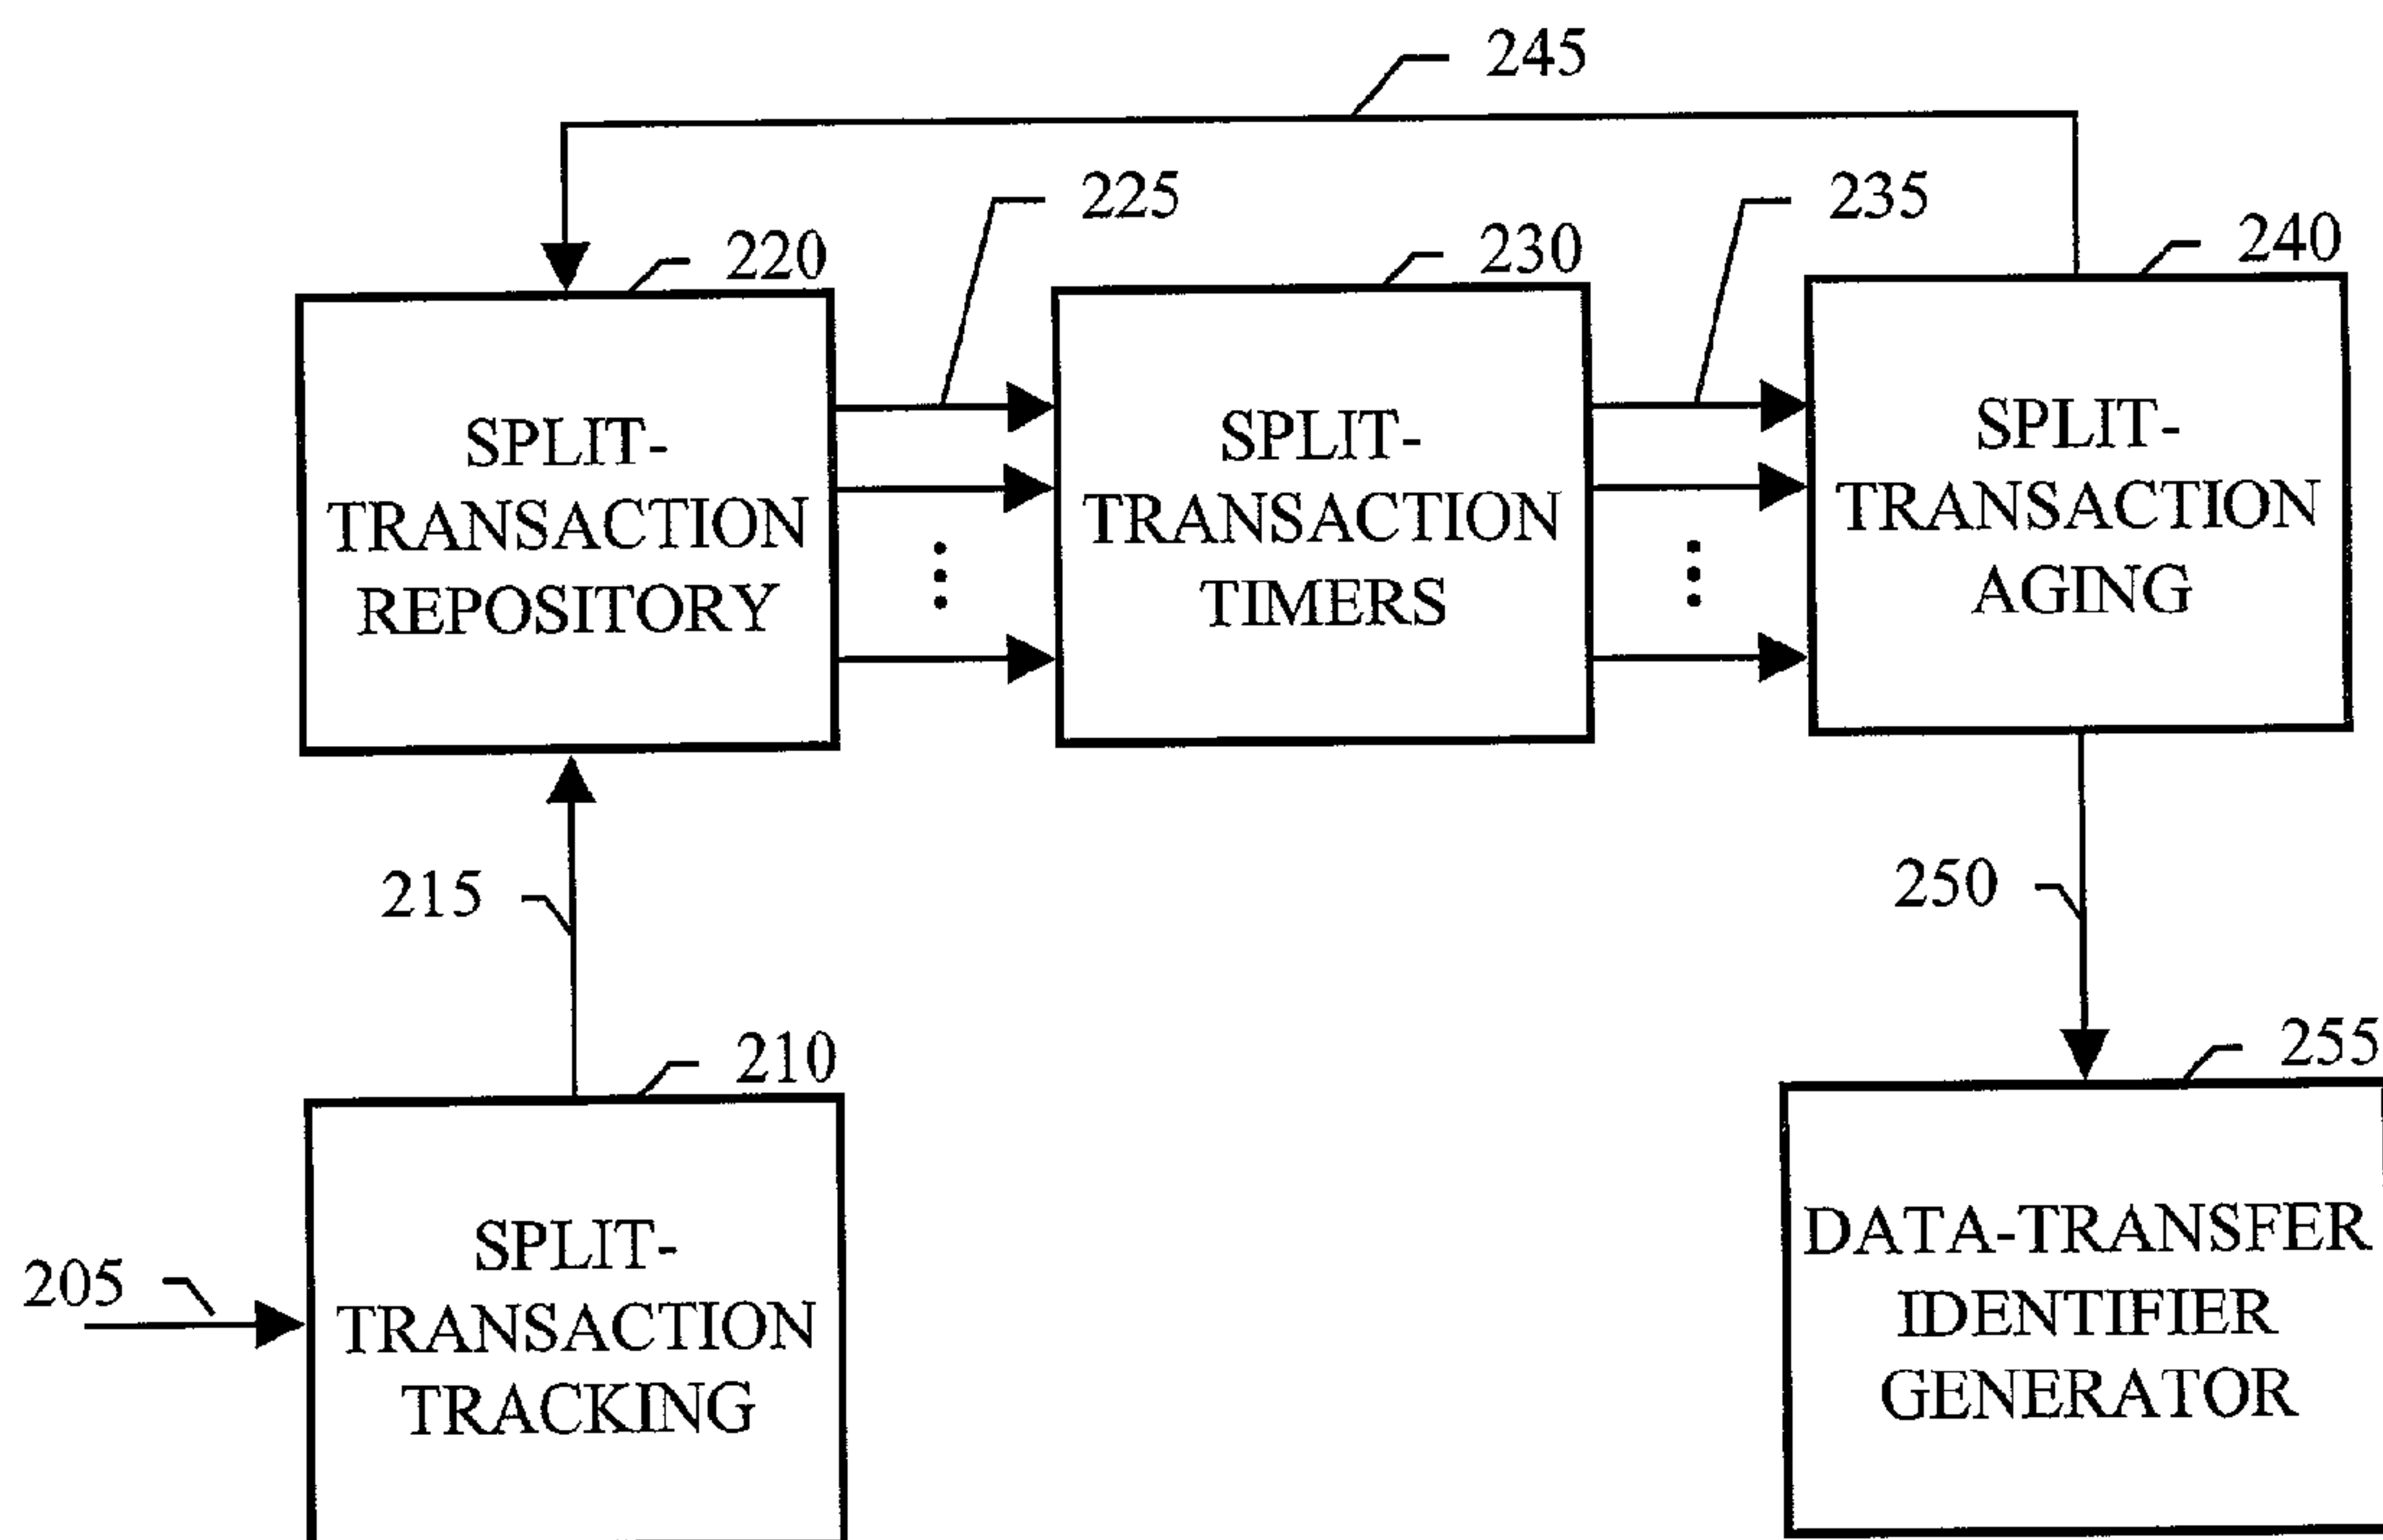 245
225
235
220
230
240
SPLIT-
TRANSACTION
REPOSITORY
SPLIT-
TRANSACTION
TIMERS
SPLIT-
TRANSACTION
AGING
215
250
210
255
205
SPLIT-
TRANSACTION
TRACKING
DATA-TRANSFER
IDENTIFIER
GENERATOR